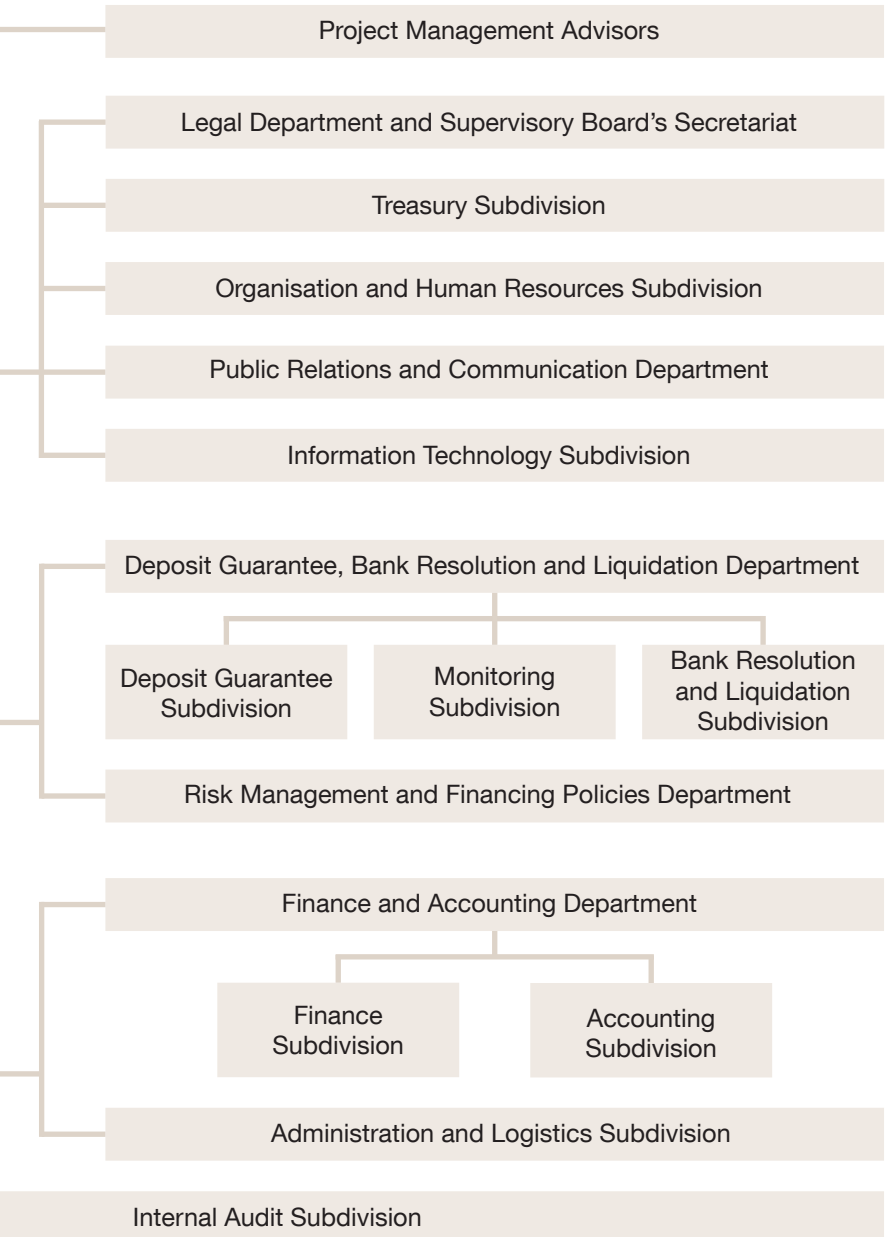 Project Management Advisors
Legal Department and Supervisory Board’s Secretariat
Treasury Subdivision
Organisation and Human Resources Subdivision
Public Relations and Communication Department
Information Technology Subdivision
Deposit Guarantee, Bank Resolution and Liquidation Department
Deposit Guarantee
Subdivision
Monitoring
Subdivision
Bank Resolution
and Liquidation
Subdivision
Risk Management and Financing Policies Department
Finance and Accounting Department
Finance
Subdivision
Accounting
Subdivision
Administration and Logistics Subdivision
Internal Audit Subdivision